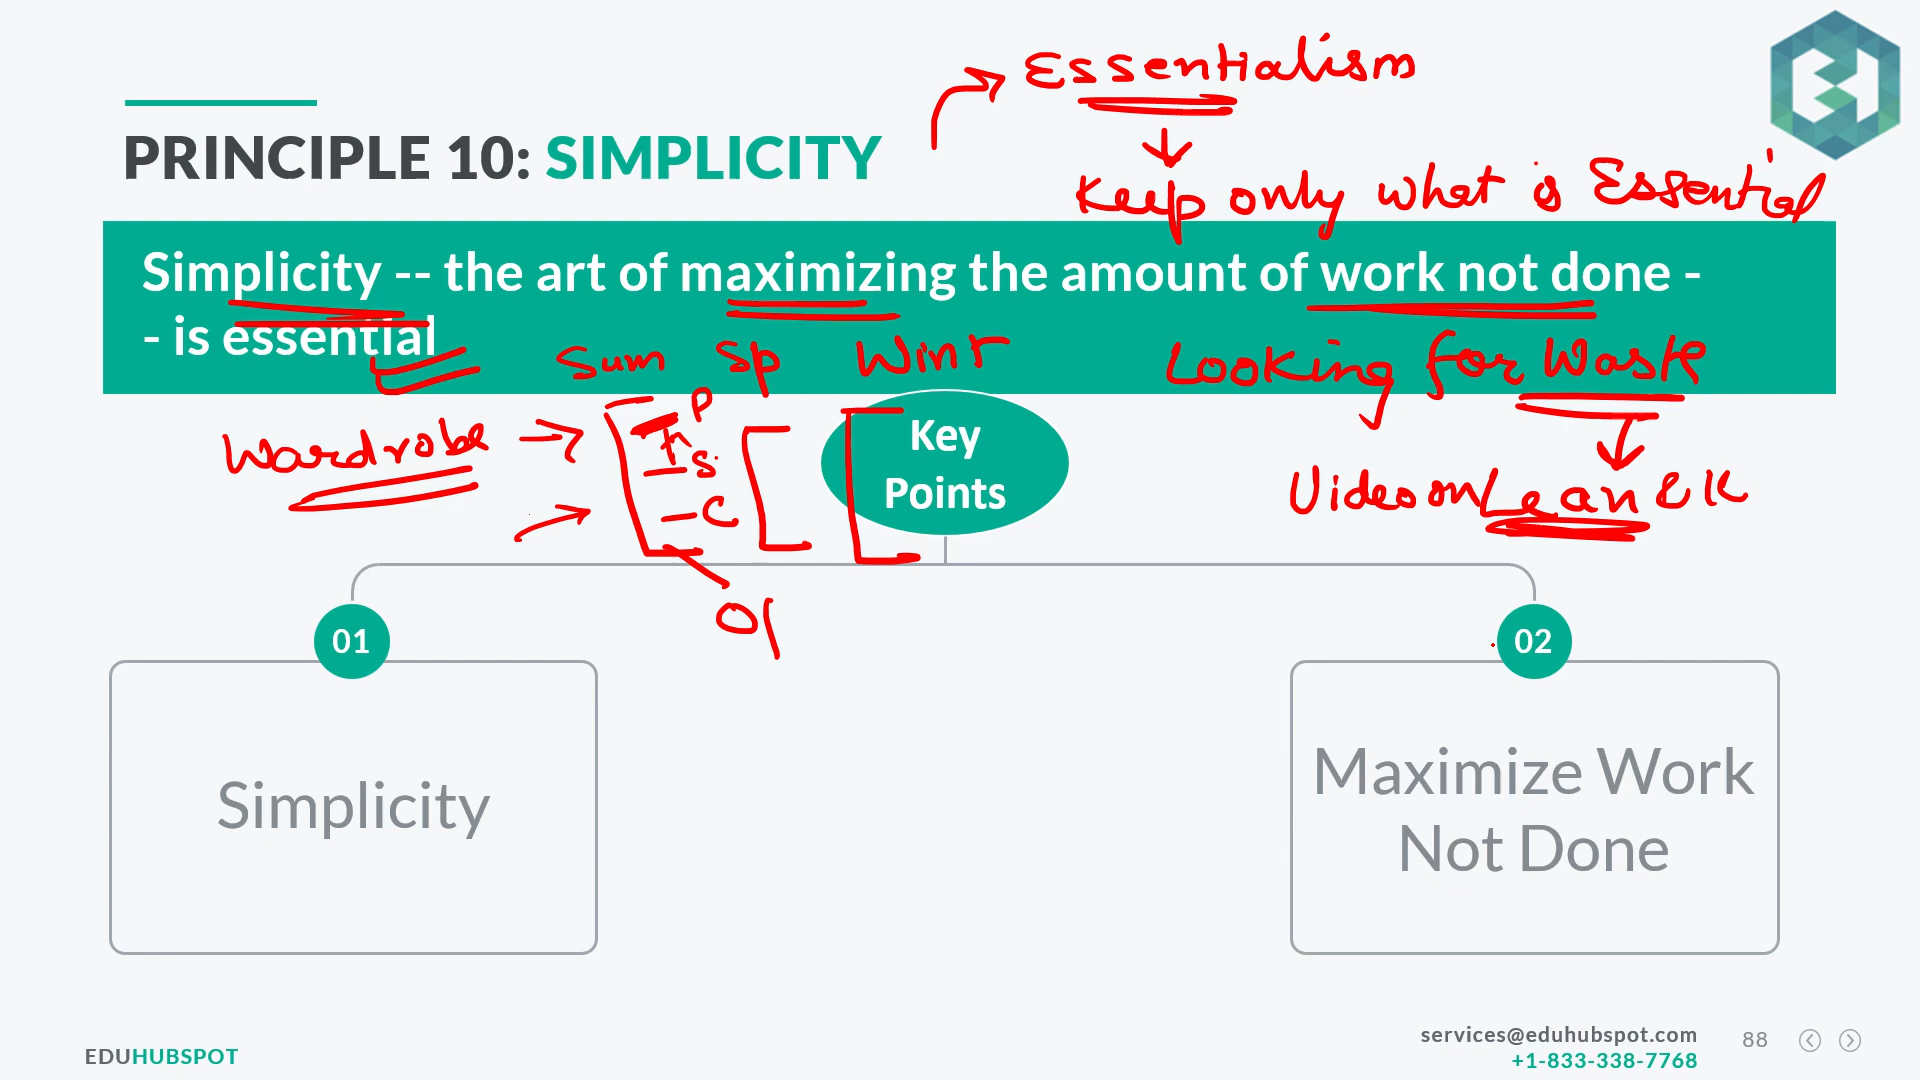 Essentialism
PRINCIPLE 10: SIMPLICITY
Keep only what is Essential
Simplicity -- the art of maximizing the amount of work not done -
- is essential
Sum Sp Wint
Looking for Waste
Wardrobe
P
S
C
Key
Points
Video on Lean
01
02
Simplicity
Maximize Work
Not Done
EDUHUBSPOT
services@eduhubspot.com
+1-833-338-7768
88